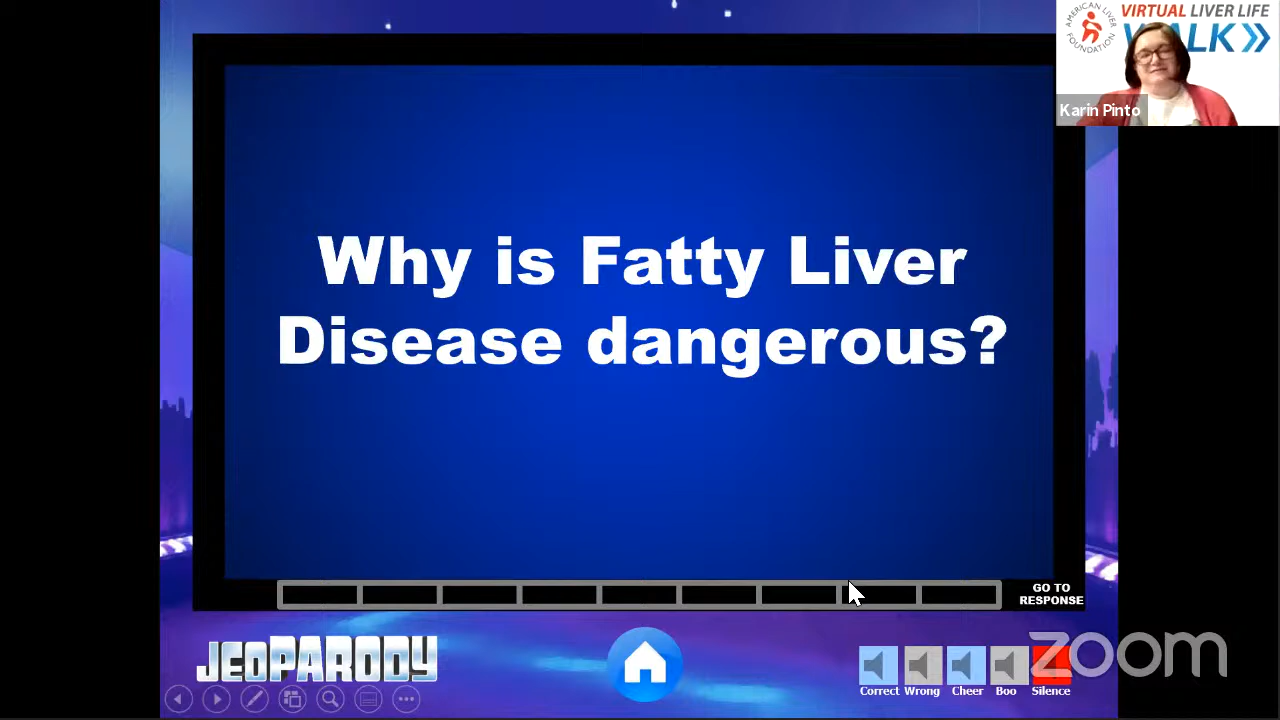 AMERICAN LIVER FOUNDATION
VIRTUAL LIVER LIFE
WALK
Karin Pinto
Why is Fatty Liver
Disease dangerous?
GO TO
RESPONSE
JEOPARODY
Correct Wrong Cheer Boo Silence
zoom